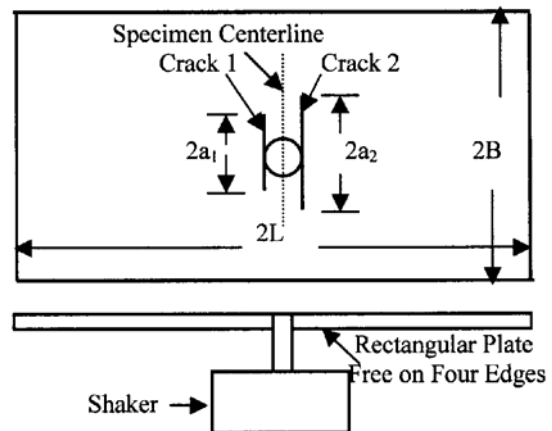 Specimen Centerline
Crack 1
Crack 2
2a₁
2a₂
2B
2L
Rectangular Plate
Free on Four Edges
Shaker